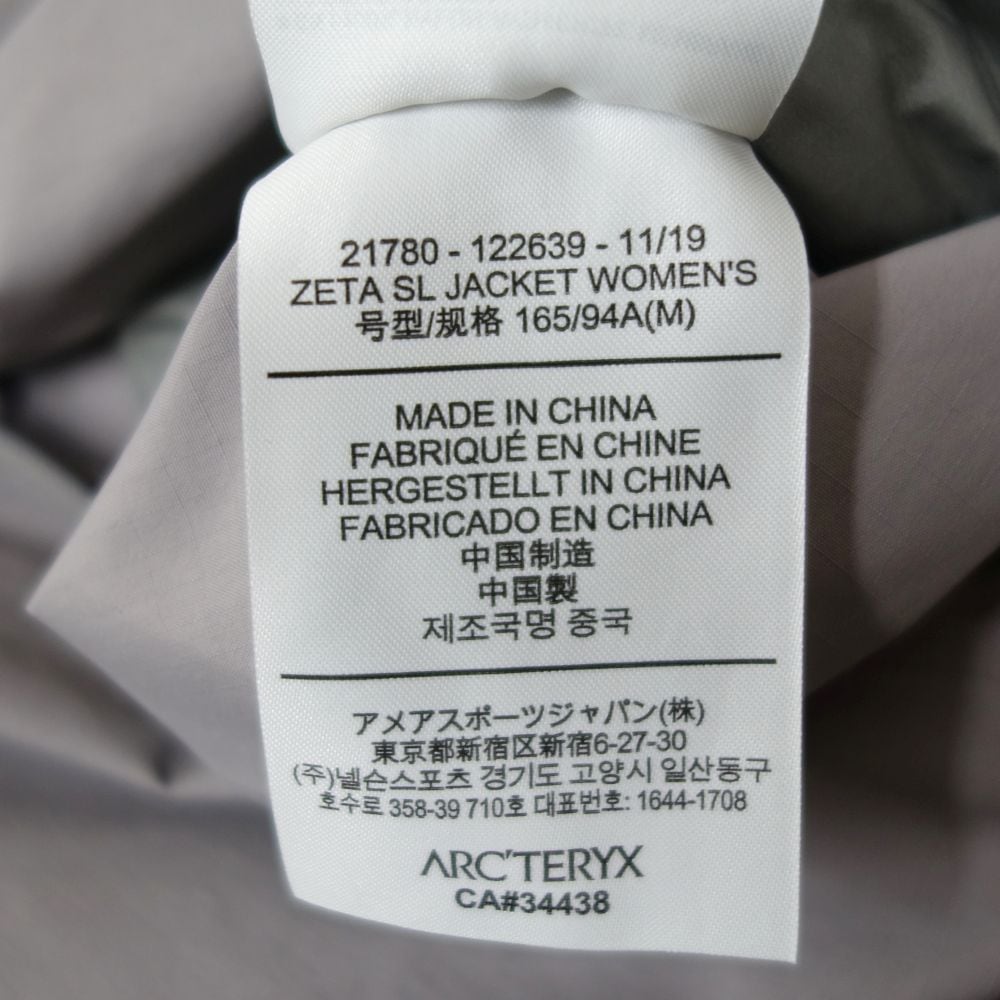 21780 - 122639 - 11/19
ZETA SL JACKET WOMEN'S
号型/规格 165/94A(M)
MADE IN CHINA
FABRIQUÉ EN CHINE
HERGESTELLT IN CHINA
FABRICADO EN CHINA
中国制造
中国製
제조국명 중국
アメアスポーツジャパン(株)
東京都新宿区新宿6-27-30
(주)넬슨스포츠 경기도 고양시 일산동구
호수로 358-39 710호 대표번호: 1644-1708
ARC'TERYX
CA#34438